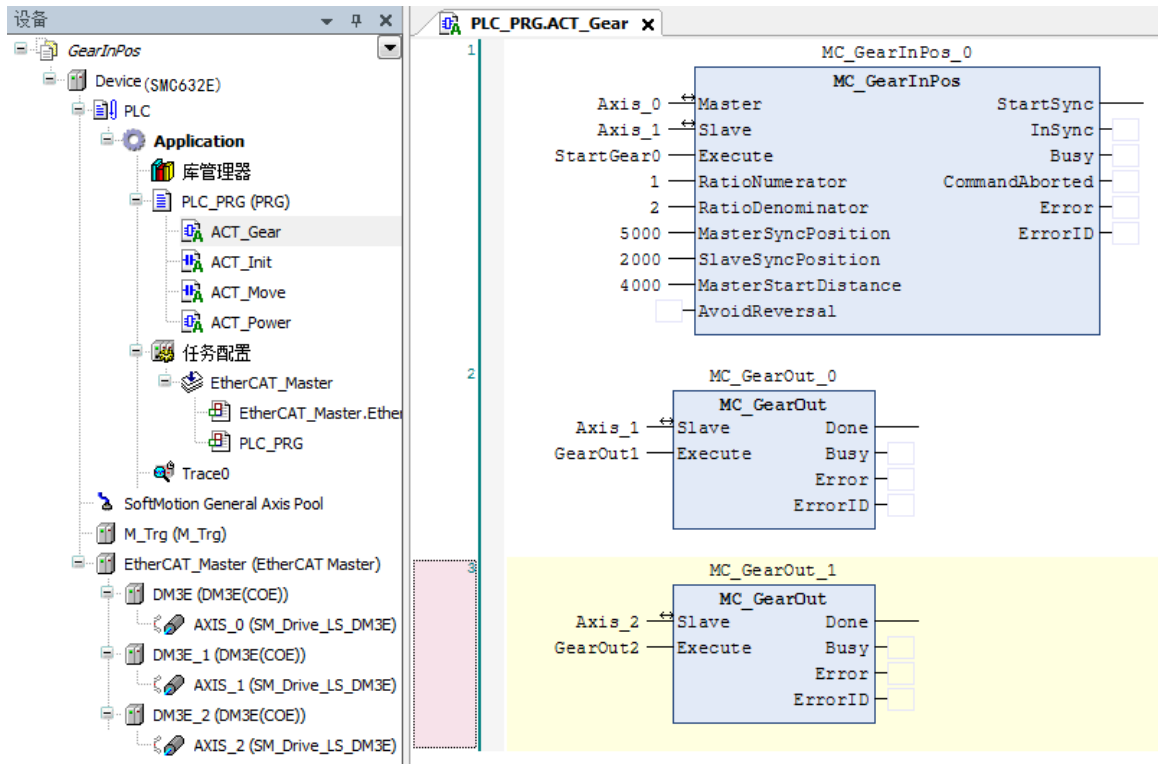 设备
GearInPos
Device (SMC632E)
PLC
Application
库管理器
PLC_PRG (PRG)
ACT_Gear
ACT_Init
ACT_Move
ACT_Power
任务配置
EtherCAT_Master
EtherCAT_Master.Ether
PLC_PRG
Trace0
SoftMotion General Axis Pool
M_Trg (M_Trg)
EtherCAT_Master (EtherCAT Master)
DM3E (DM3E(COE))
AXIS_0 (SM_Drive_LS_DM3E)
DM3E_1 (DM3E(COE))
AXIS_1 (SM_Drive_LS_DM3E)
DM3E_2 (DM3E(COE))
AXIS_2 (SM_Drive_LS_DM3E)
PLC_PRG.ACT_Gear
1
MC_GearInPos_0
MC_GearInPos
Axis_0 Master StartSync
Axis_1 Slave InSync
StartGear0 Execute Busy
1 RatioNumerator CommandAborted
2 RatioDenominator Error
5000 MasterSyncPosition ErrorID
2000 SlaveSyncPosition
4000 MasterStartDistance
AvoidReversal
2
MC_GearOut_0
MC_GearOut
Axis_1 Slave Done
GearOut1 Execute Busy
Error
ErrorID
3
MC_GearOut_1
MC_GearOut
Axis_2 Slave Done
GearOut2 Execute Busy
Error
ErrorID